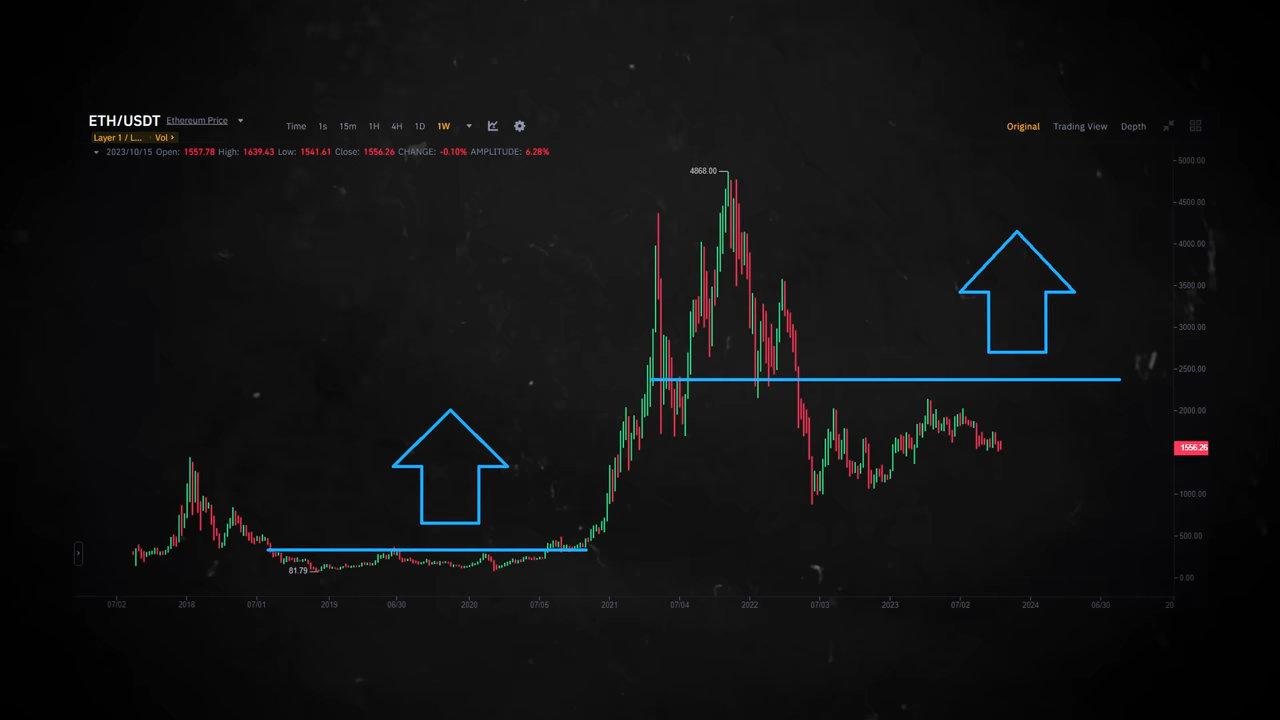 ETH/USDT Ethereum Price
Layer 1 / L... Vol
Time 1s 15m 1H 4H 1D 1W
Original Trading View Depth
2023/10/15 Open: 1557.78 High: 1639.43 Low: 1541.61 Close: 1556.26 CHANGE: -0.10% AMPLITUDE: 6.28%
5000.00
4868.00
4500.00
4000.00
3500.00
3000.00
2500.00
2000.00
1556.26
1000.00
500.00
81.79
0.00
07/02 2018 07/01 2019 06/30 2020 07/05 2021 07/04 2022 07/03 2023 07/02 2024 06/30 20